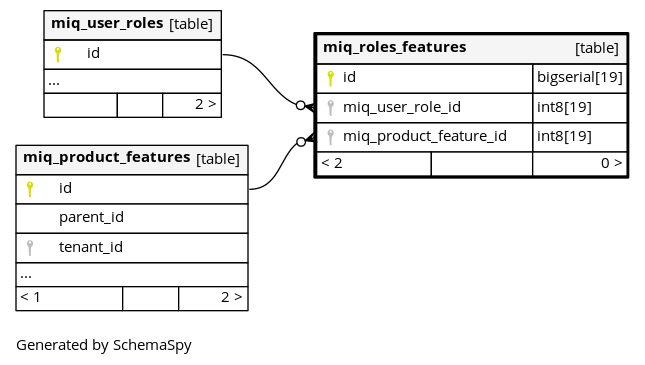 miq_user_roles [table]
id
...
2 >
miq_roles_features [table]
id bigserial[19]
miq_user_role_id int8[19]
miq_product_feature_id int8[19]
< 2 0 >
miq_product_features [table]
id
parent_id
tenant_id
...
< 1 2 >
Generated by SchemaSpy